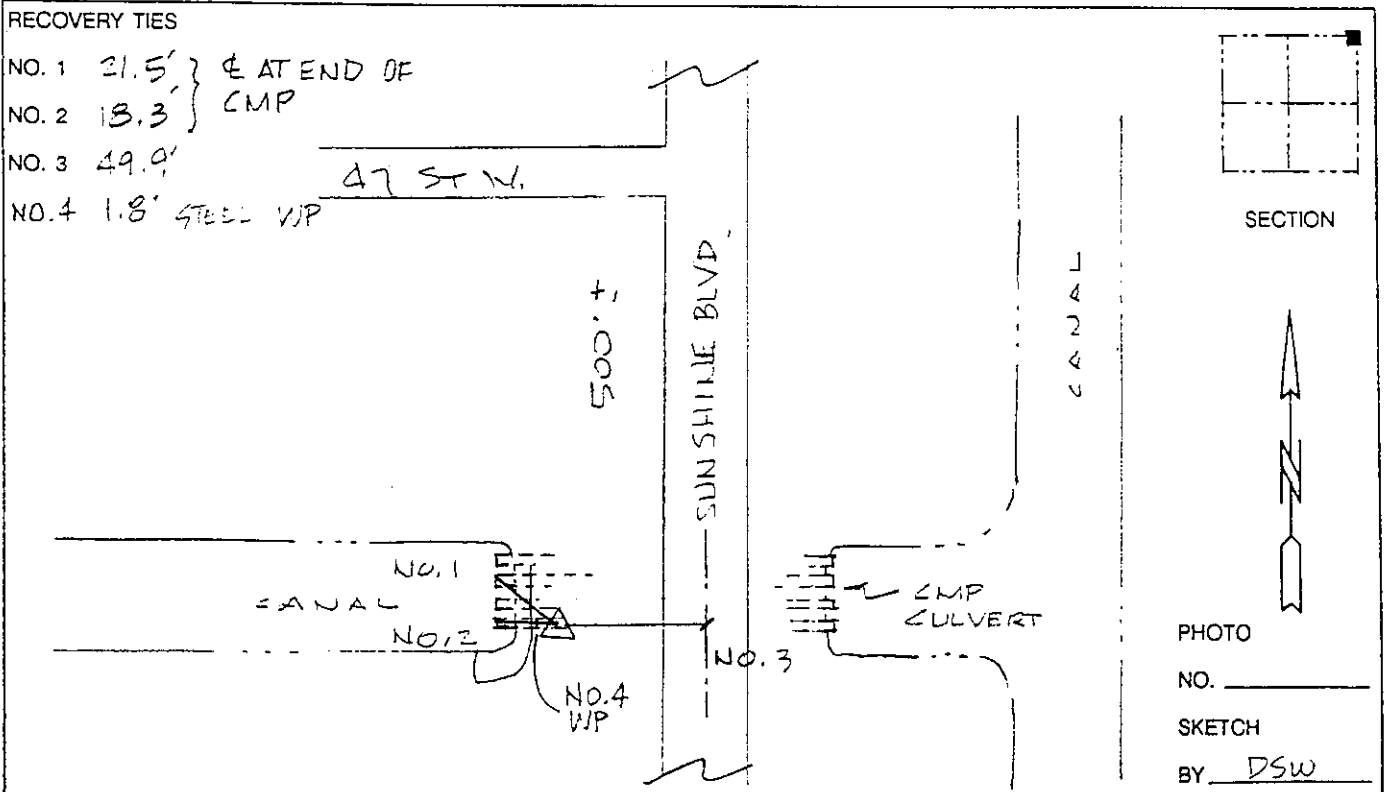 RECOVERY TIES
NO. 1 21.5' } ℄ AT END OF
NO. 2 18.3' } CMP
NO. 3 49.9'
NO. 4 1.8' STEEL WP
47 ST W.
500'±
SUNSHINE BLVD.
CANAL
SECTION
N
NO. 1
CANAL
NO. 2
NO. 3
NO. 4
WP
CMP
CULVERT
PHOTO
NO.
SKETCH
BY DSW